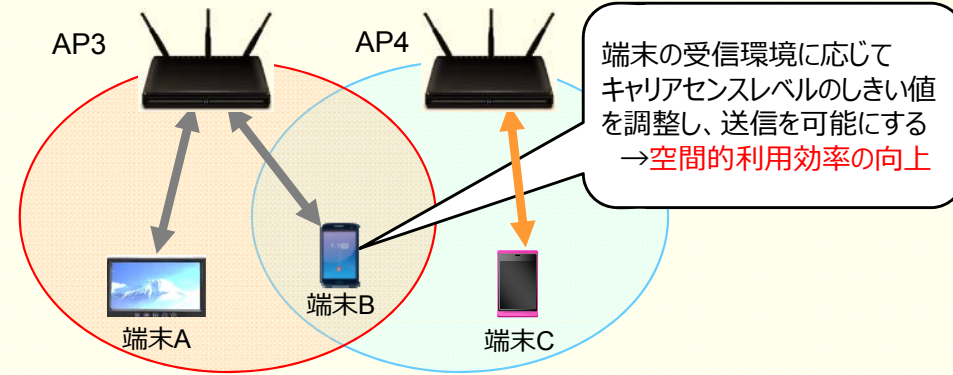 AP3
AP4
端末の受信環境に応じて
キャリアセンスレベルのしきい値
を調整し、送信を可能にする
→空間的利用効率の向上
端末A
端末B
端末C